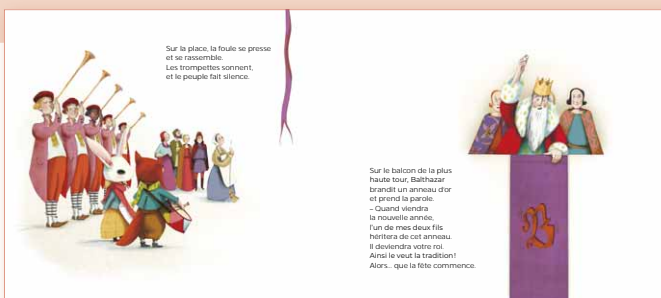 Sur la place, la foule se presse
et se rassemble.
Les trompettes sonnent,
et le peuple fait silence.
Sur le balcon de la plus
haute tour, Balthazar
brandit un anneau d'or
et prend la parole.
– Quand viendra
la nouvelle année,
l'un de mes deux fils
héritera de cet anneau.
Il deviendra votre roi.
Ainsi le veut la tradition !
Alors… que la fête commence.
B